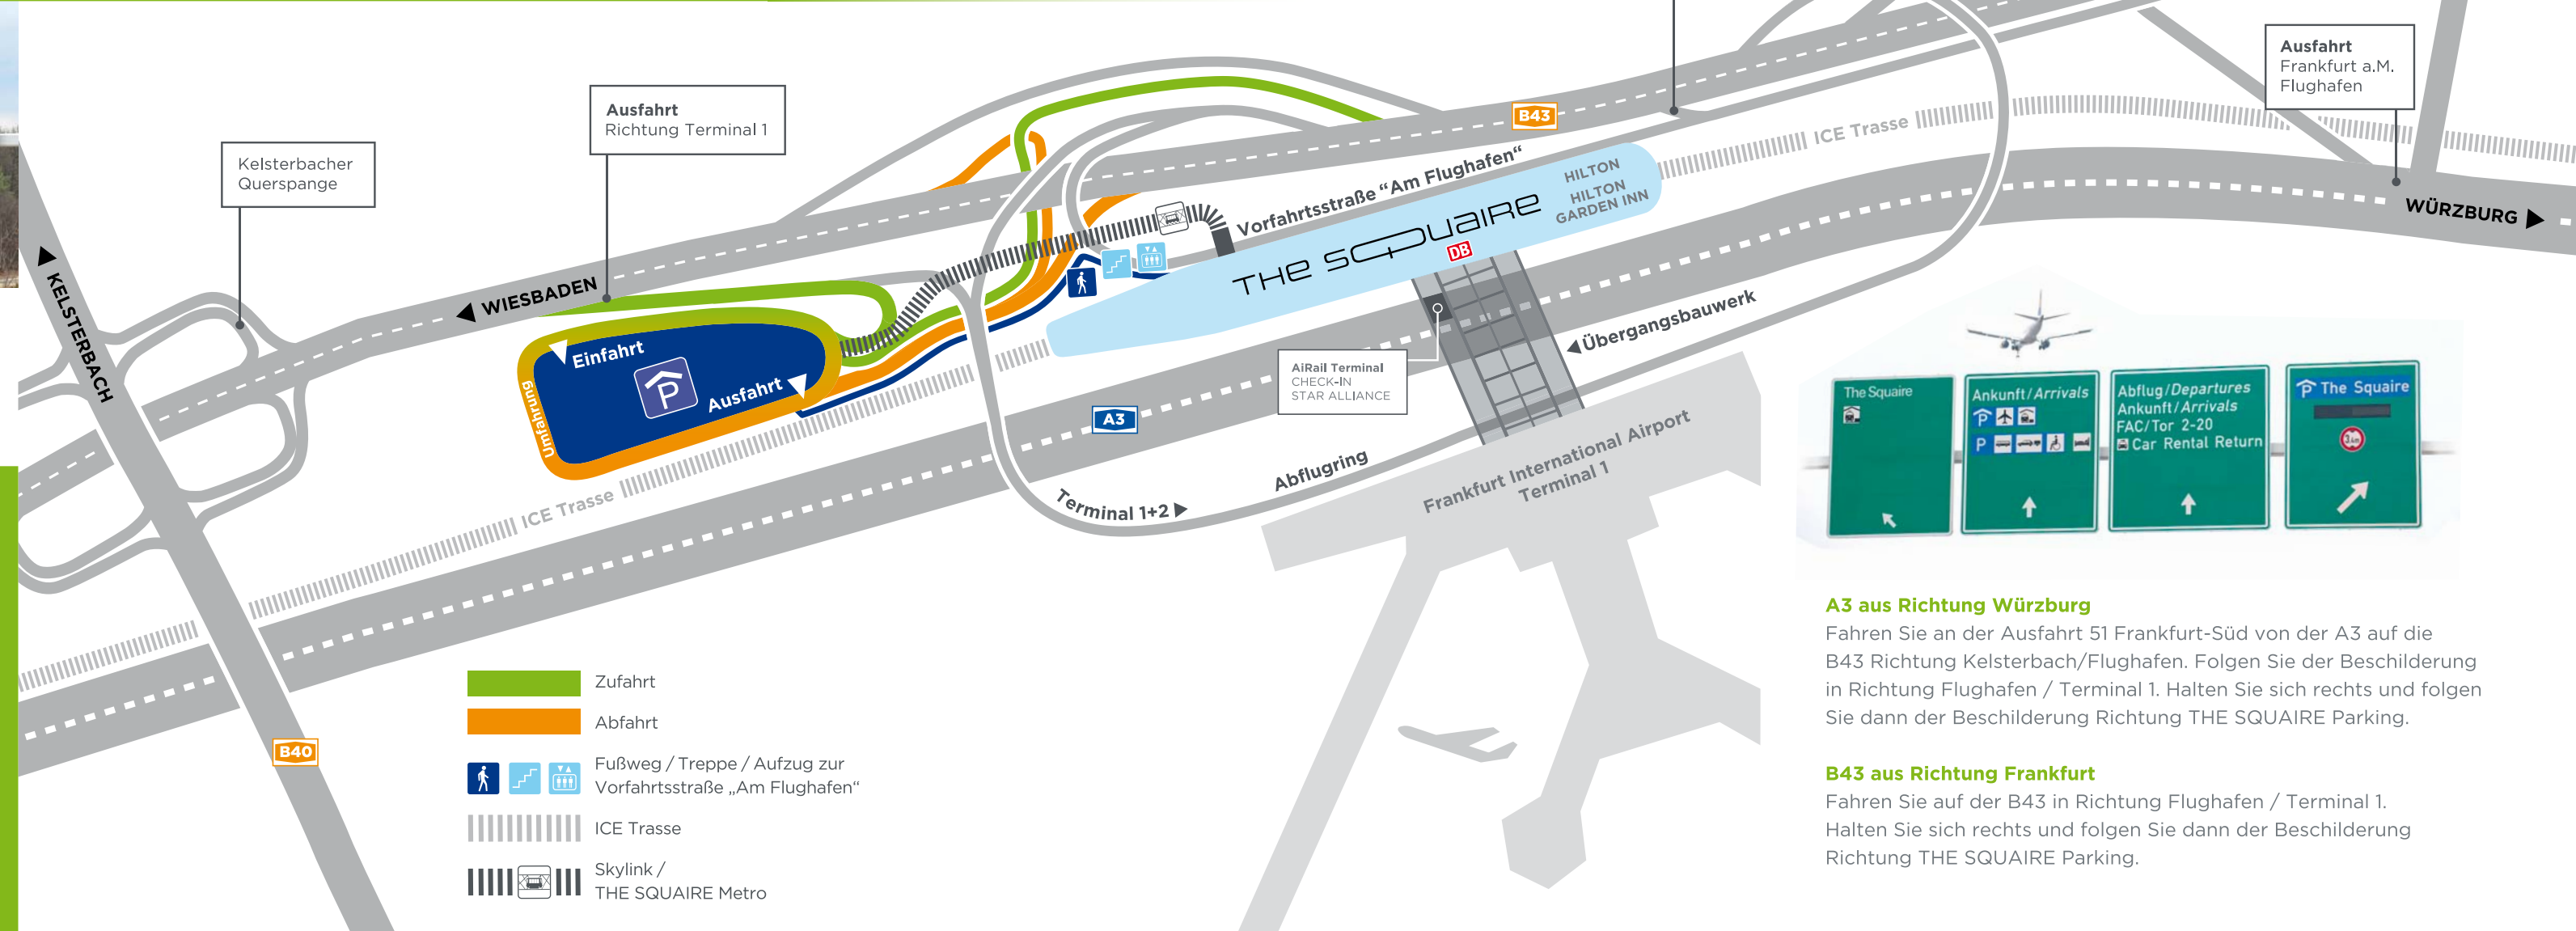 Ausfahrt
Frankfurt a.M.
Flughafen
Ausfahrt
Richtung Terminal 1
Kelsterbacher
Querspange
B43
ICE Trasse
Vorfahrtsstraße “Am Flughafen“
HILTON
HILTON
GARDEN INN
THE SQUAIRE
DB
WÜRZBURG
KELSTERBACH
WIESBADEN
Einfahrt
P
Ausfahrt
Umfahrung
Übergangsbauwerk
AiRail Terminal
CHECK-IN
STAR ALLIANCE
A3
ICE Trasse
Abflugring
Terminal 1+2
Frankfurt International Airport
Terminal 1
B40
Zufahrt
Abfahrt
Fußweg / Treppe / Aufzug zur
Vorfahrtsstraße „Am Flughafen“
ICE Trasse
Skylink /
THE SQUAIRE Metro
The Squaire
Ankunft/Arrivals
P
P
Abflug/Departures
Ankunft/Arrivals
FAC/Tor 2-20
Car Rental Return
P The Squaire
A3 aus Richtung Würzburg
Fahren Sie an der Ausfahrt 51 Frankfurt-Süd von der A3 auf die
B43 Richtung Kelsterbach/Flughafen. Folgen Sie der Beschilderung
in Richtung Flughafen / Terminal 1. Halten Sie sich rechts und folgen
Sie dann der Beschilderung Richtung THE SQUAIRE Parking.
B43 aus Richtung Frankfurt
Fahren Sie auf der B43 in Richtung Flughafen / Terminal 1.
Halten Sie sich rechts und folgen Sie dann der Beschilderung
Richtung THE SQUAIRE Parking.